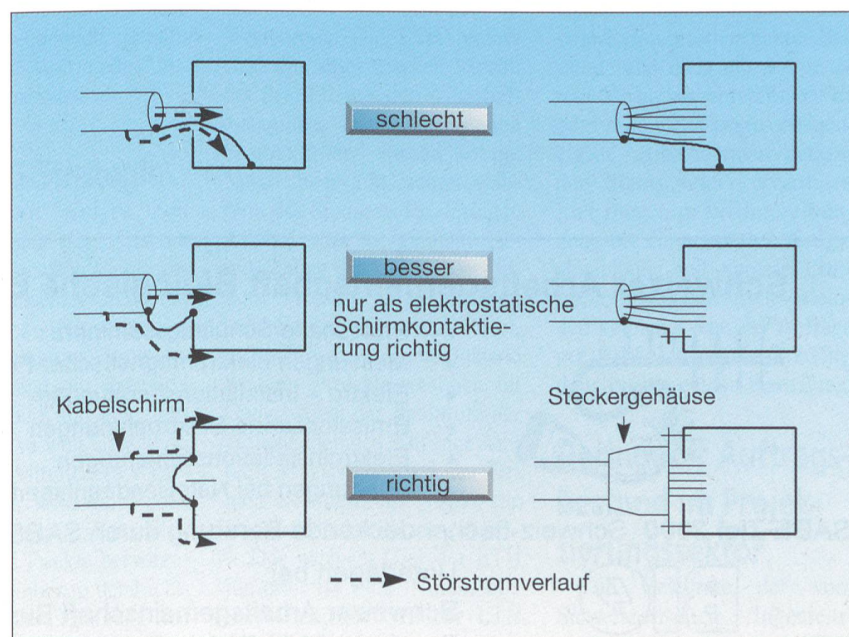 schlecht
besser
nur als elektrostatische
Schirmkontaktie-
rung richtig
Kabelschirm
Steckergehäuse
richtig
Störstromverlauf